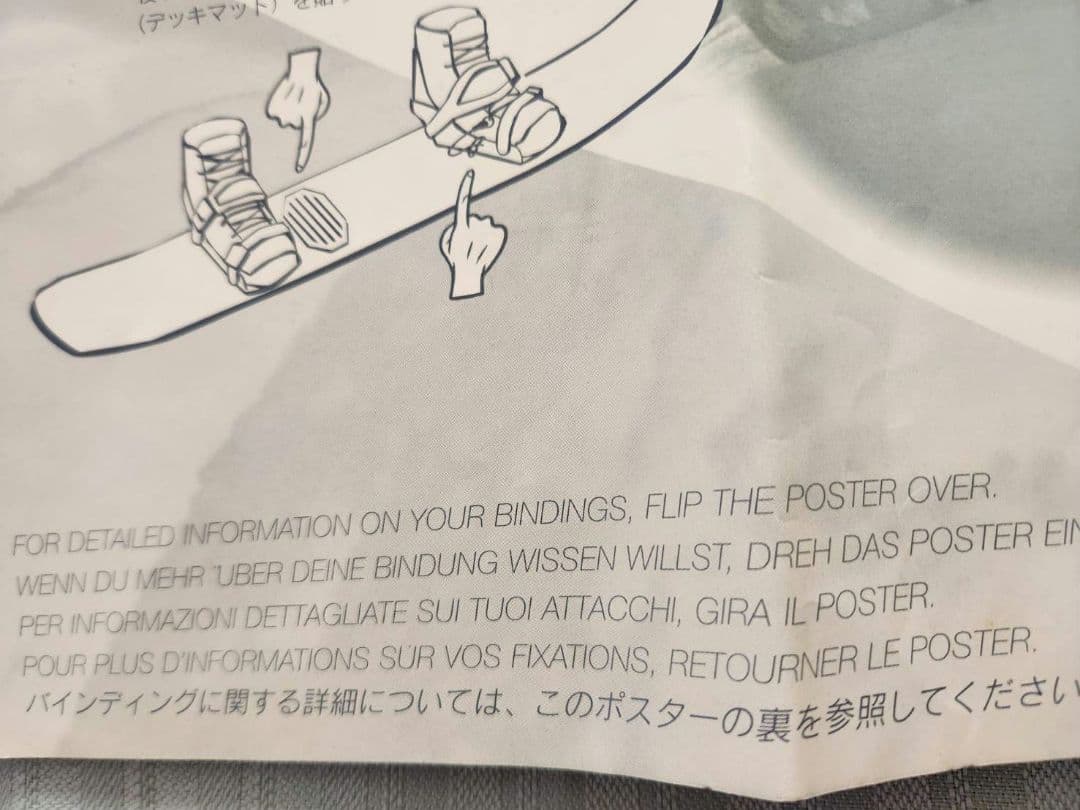 (デッキマット) を貼
FOR DETAILED INFORMATION ON YOUR BINDINGS, FLIP THE POSTER OVER.
WENN DU MEHR ¨UBER DEINE BINDUNG WISSEN WILLST, DREH DAS POSTER EIN
PER INFORMAZIONI DETTAGLIATE SUI TUOI ATTACCHI, GIRA IL POSTER.
POUR PLUS D'INFORMATIONS SUR VOS FIXATIONS, RETOURNER LE POSTER.
バインディングに関する詳細については、このポスターの裏を参照してください